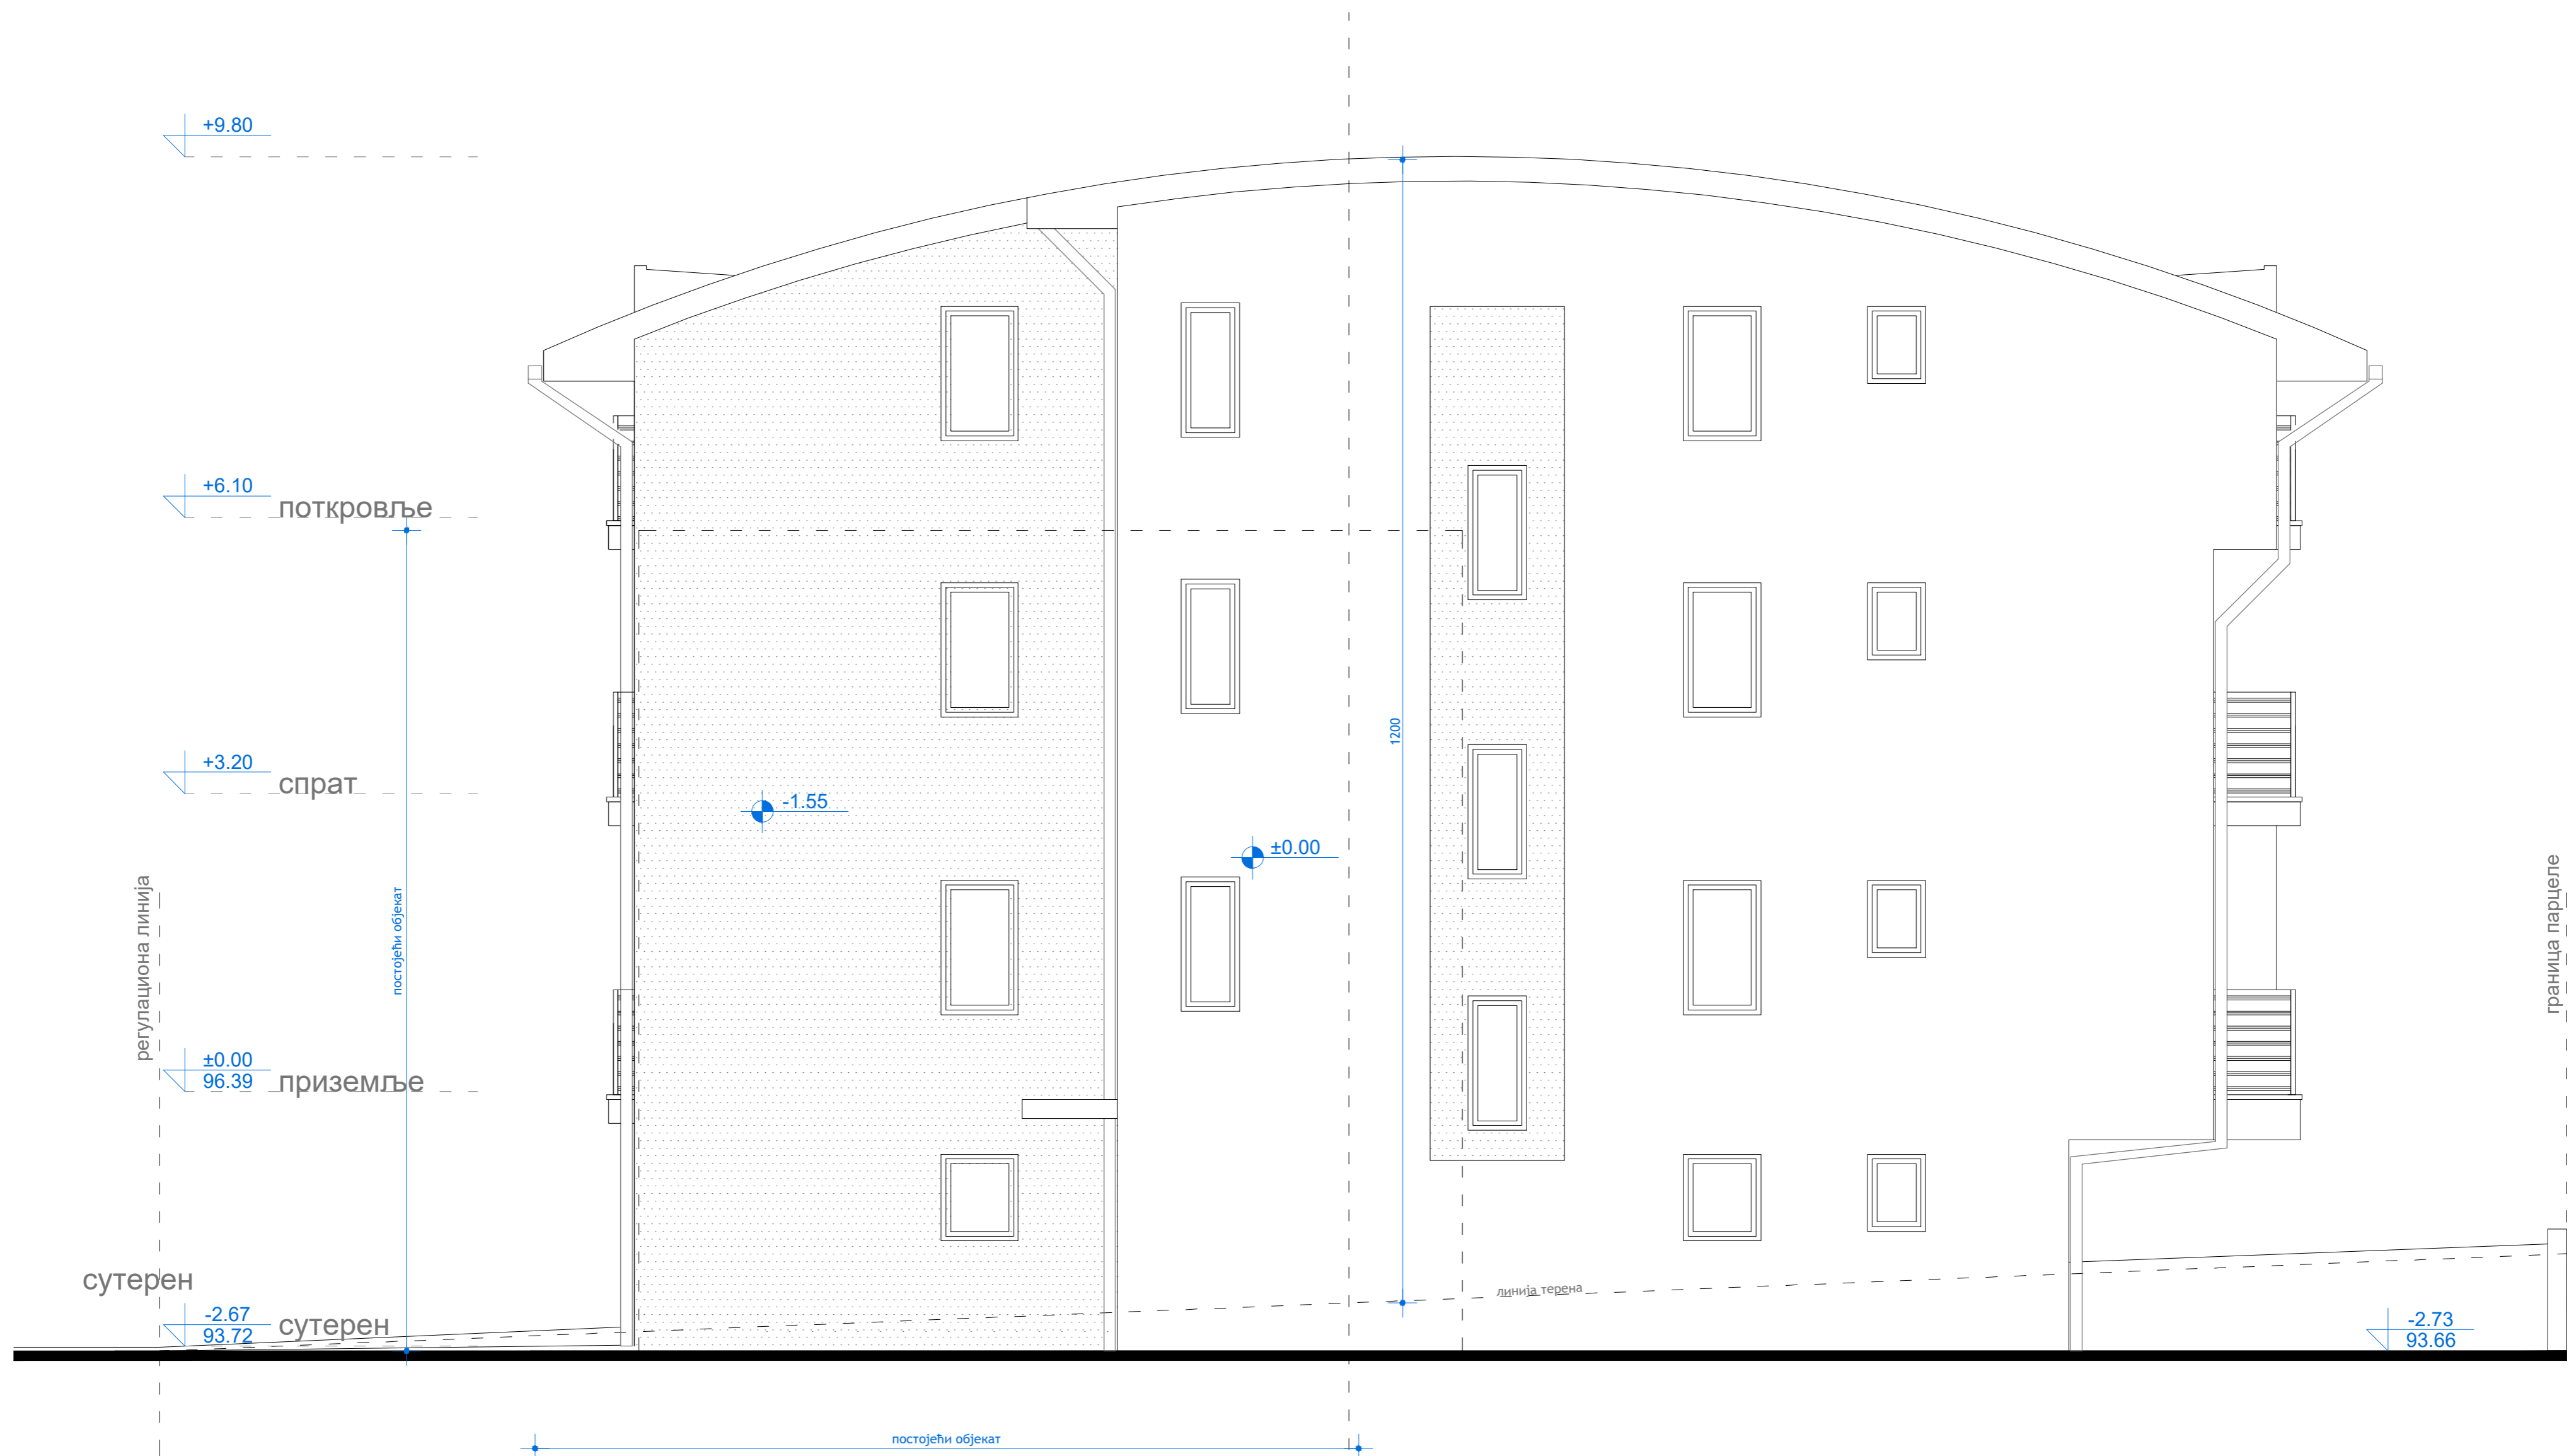 +9.80
+6.10
поткровље
+3.20
спрат
-1.55
±0.00
1200
регулациона линија
постојећи објекат
граница парцеле
±0.00
96.39
приземље
сутерен
-2.67
93.72
сутерен
линија терена
-2.73
93.66
постојећи објекат